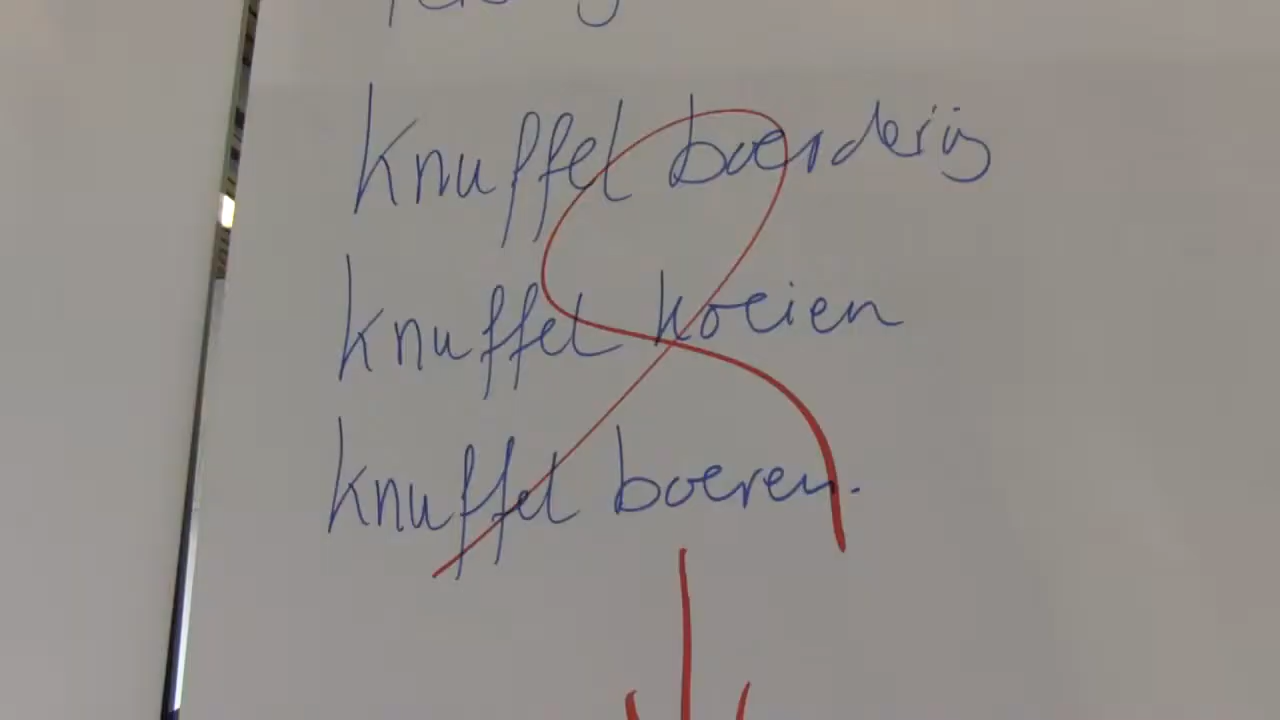 knuffel boerderij
knuffel koeien
knuffel boeren.